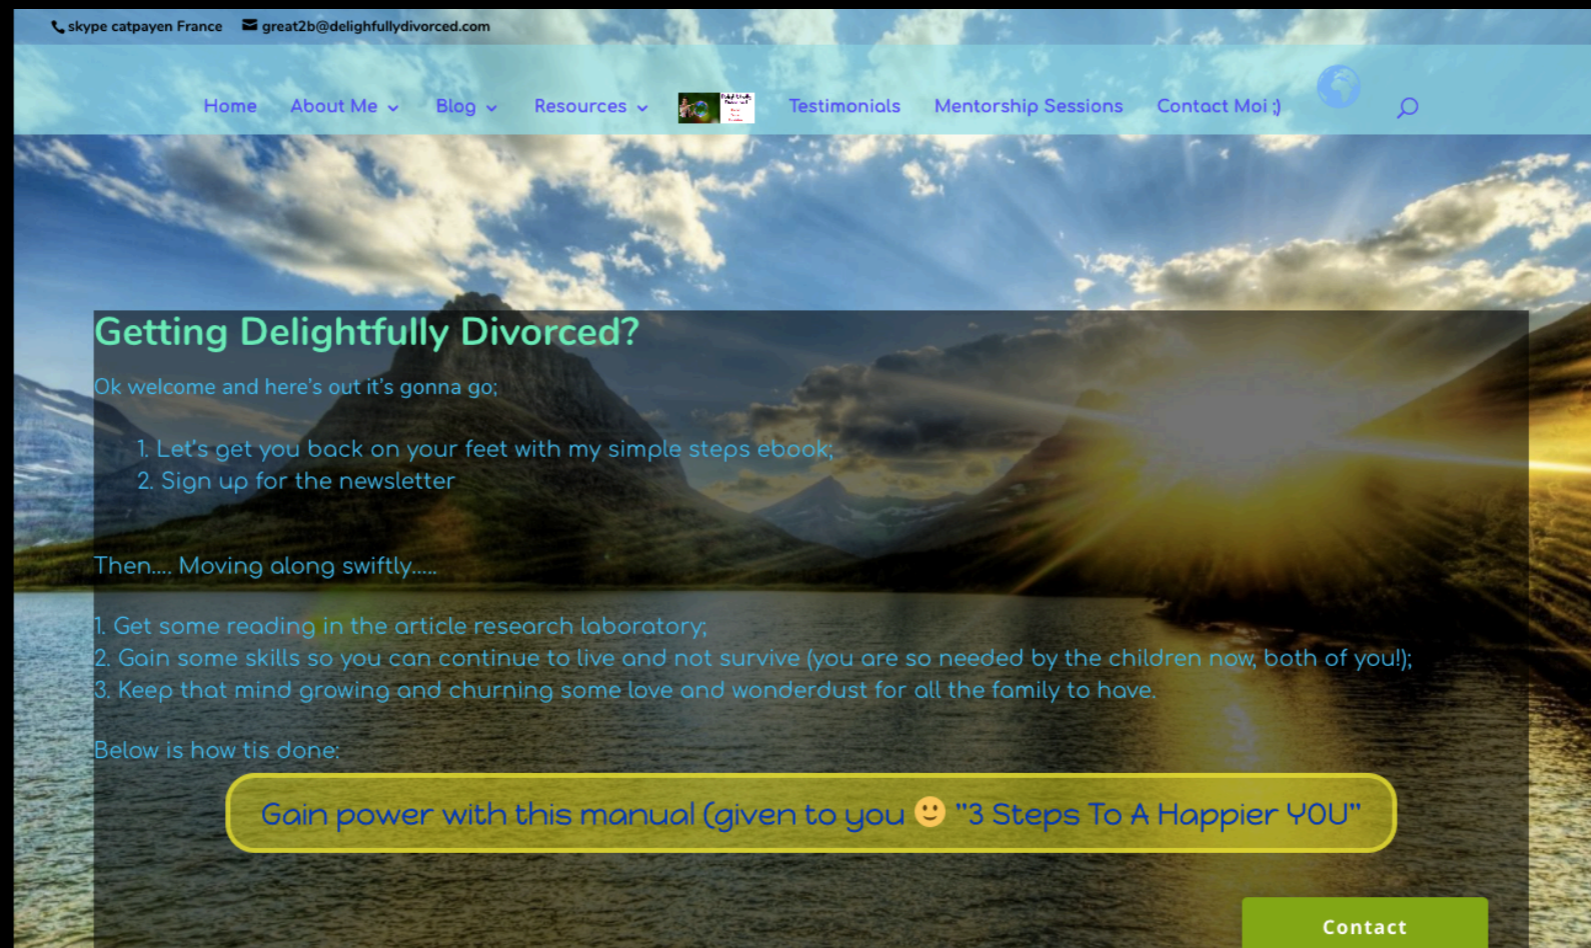 skype catpayen France great2b@delighfullydivorced.com
Home About Me Blog Resources Testimonials Mentorship Sessions Contact Moi ;)
Getting Delightfully Divorced?
Ok welcome and here's out it's gonna go;
1. Let's get you back on your feet with my simple steps ebook;
2. Sign up for the newsletter
Then.... Moving along swiftly.....
1. Get some reading in the article research laboratory;
2. Gain some skills so you can continue to live and not survive (you are so needed by the children now, both of you!);
3. Keep that mind growing and churning some love and wonderdust for all the family to have.
Below is how tis done:
Gain power with this manual (given to you 🙂 "3 Steps To A Happier YOU"
Contact